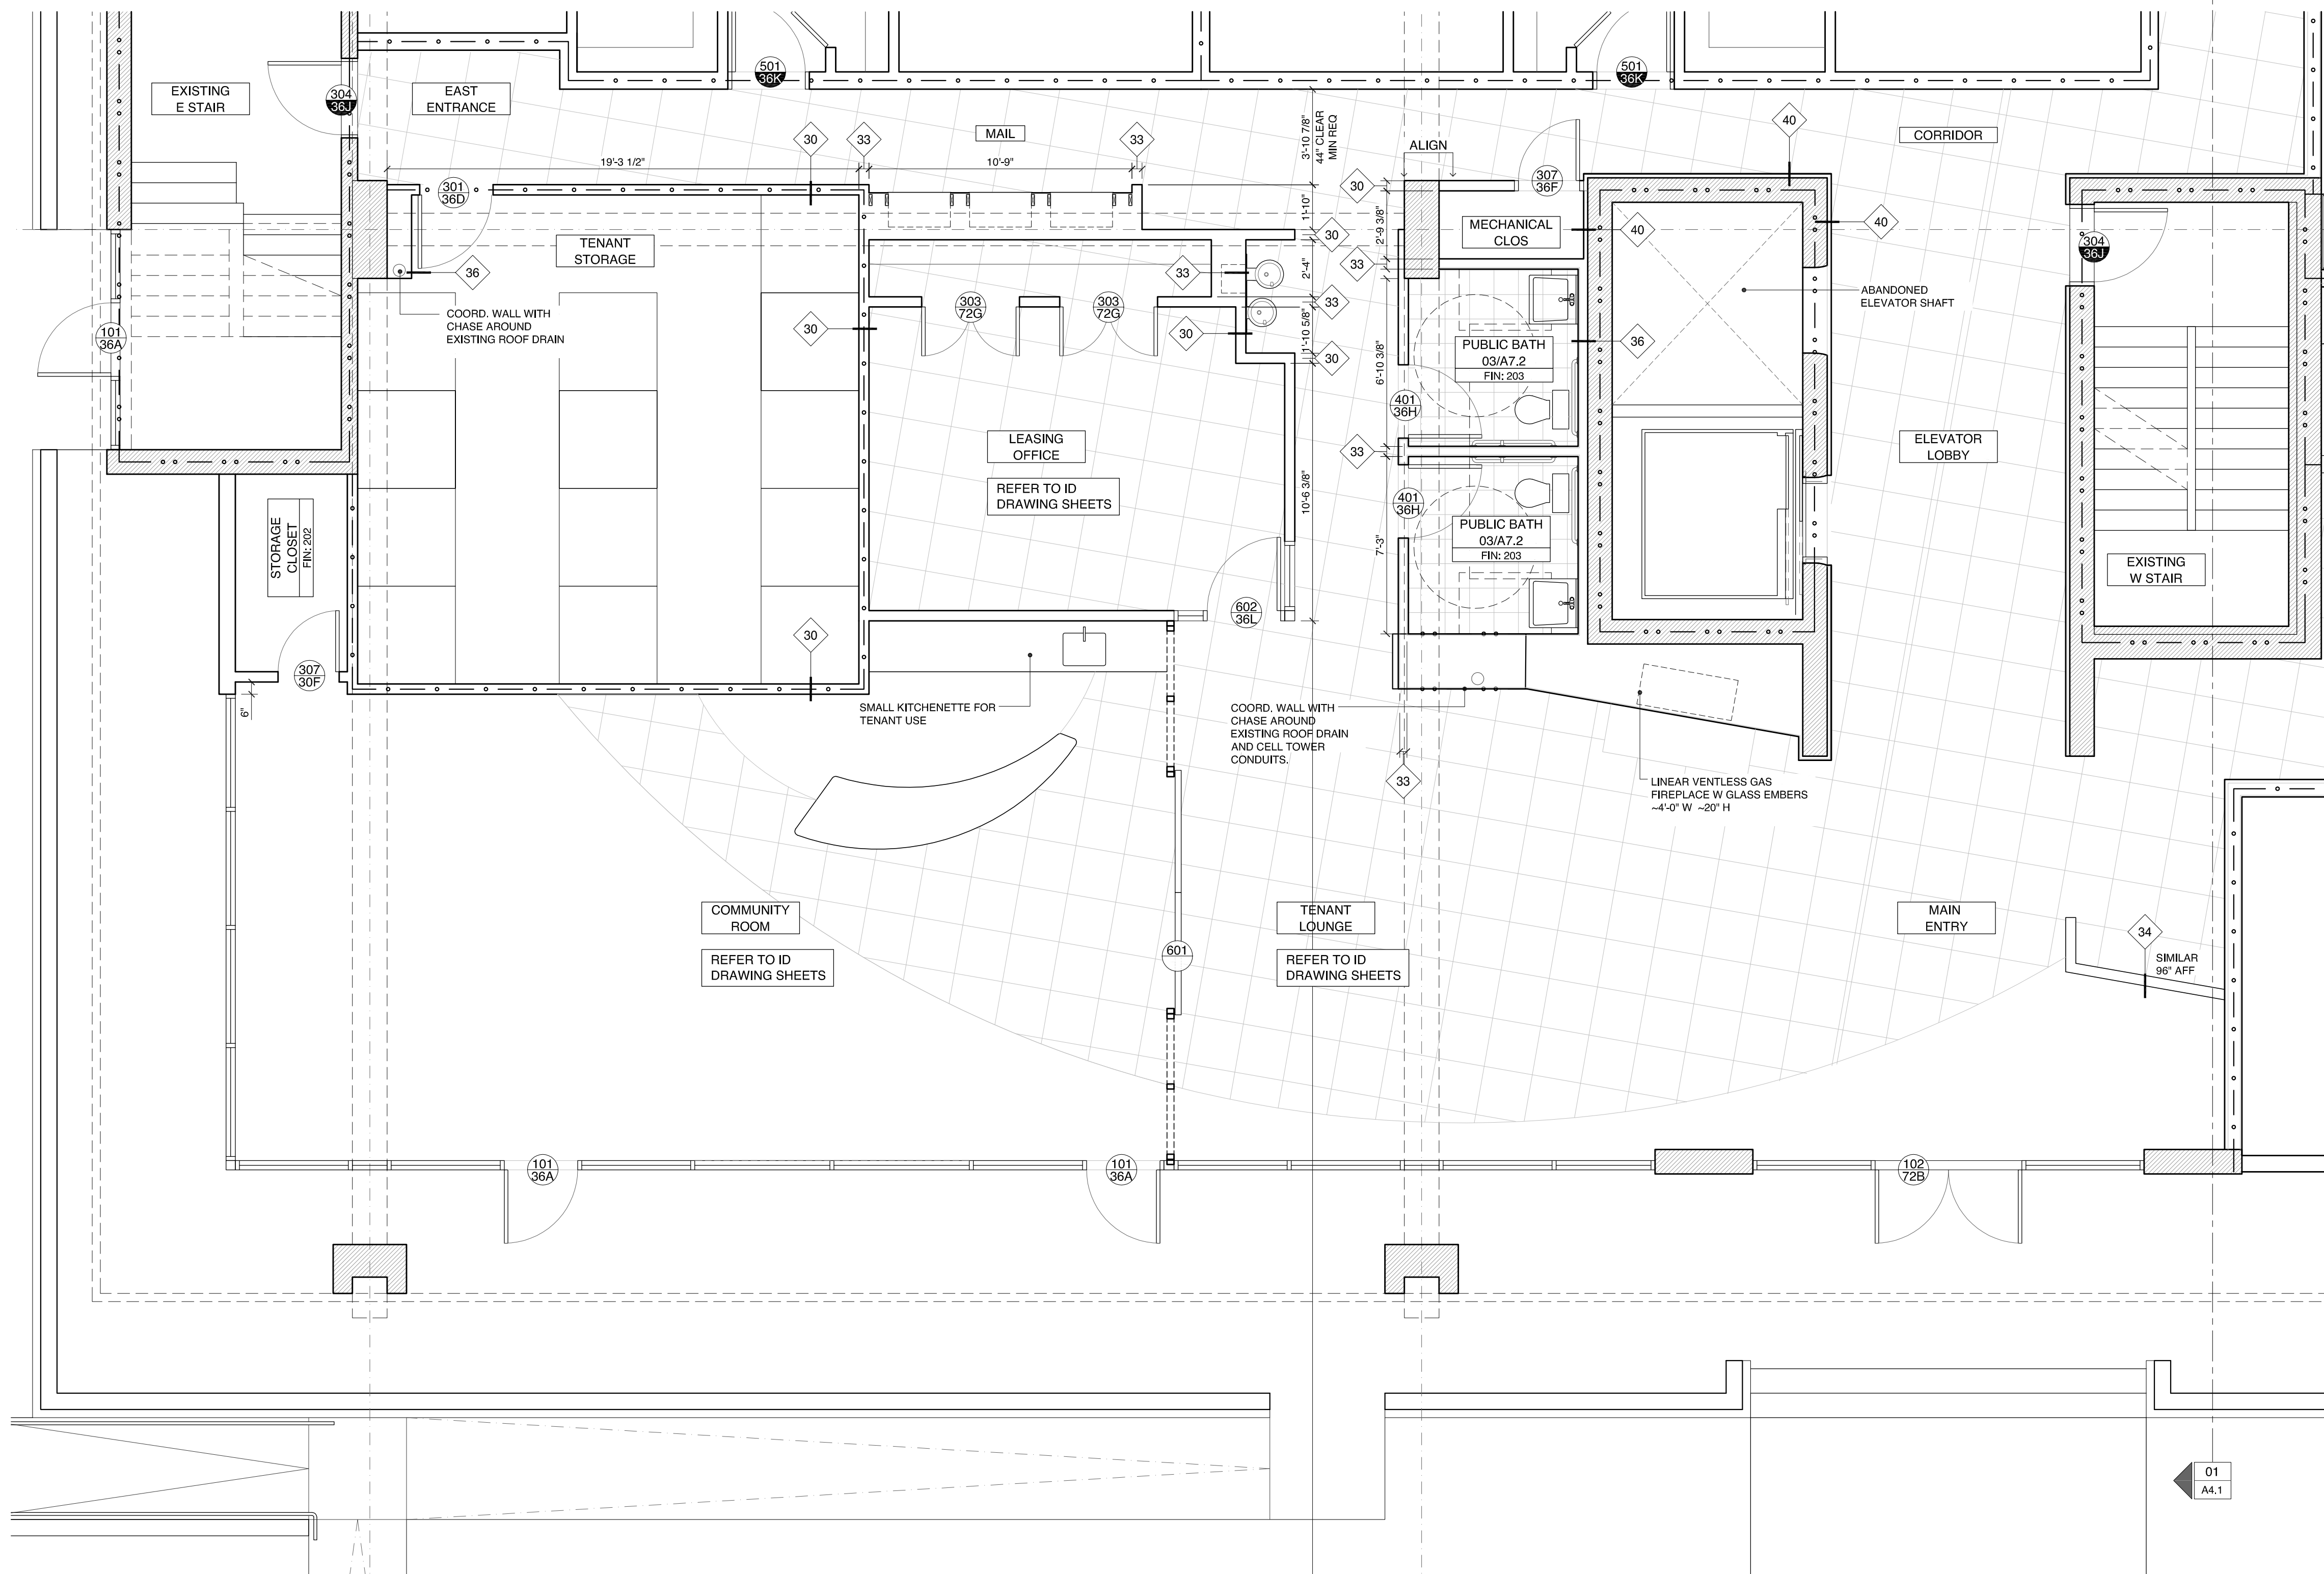 501
36K
501
36K
EXISTING
E STAIR
304
36J
EAST
ENTRANCE
30
33
MAIL
33
3'-10 7/8"
44" CLEAR
MIN REQ
ALIGN
40
CORRIDOR
19'-3 1/2"
10'-9"
301
36D
30
307
36F
1'-10"
2'-9 3/8"
MECHANICAL
CLOS
40
40
TENANT
STORAGE
30
304
36J
36
33
2'-4"
33
33
ABANDONED
ELEVATOR SHAFT
COORD. WALL WITH
CHASE AROUND
EXISTING ROOF DRAIN
303
72G
303
72G
101
36A
30
30
1'-10 5/8"
30
6'-10 3/8"
PUBLIC BATH
03/A7.2
FIN: 203
36
401
36H
LEASING
OFFICE
33
ELEVATOR
LOBBY
REFER TO ID
DRAWING SHEETS
10'-6 3/8"
401
36H
STORAGE
CLOSET
FIN: 202
7'-3"
PUBLIC BATH
03/A7.2
FIN: 203
EXISTING
W STAIR
602
36L
30
307
30F
6"
SMALL KITCHENETTE FOR
TENANT USE
COORD. WALL WITH
CHASE AROUND
EXISTING ROOF DRAIN
AND CELL TOWER
CONDUITS.
33
LINEAR VENTLESS GAS
FIREPLACE W GLASS EMBERS
~4'-0" W ~20" H
COMMUNITY
ROOM
TENANT
LOUNGE
MAIN
ENTRY
34
601
REFER TO ID
DRAWING SHEETS
REFER TO ID
DRAWING SHEETS
SIMILAR
96" AFF
101
36A
101
36A
102
72B
01
A4.1